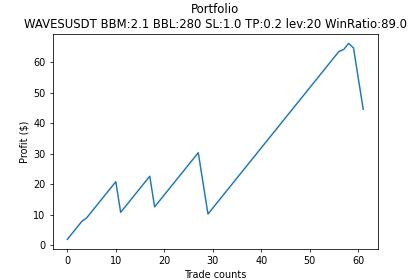 Portfolio
WAVESUSDT BBM:2.1 BBL:280 SL:1.0 TP:0.2 lev:20 WinRatio:89.0
Profit ($)
60
50
40
30
20
10
0
0 10 20 30 40 50 60
Trade counts